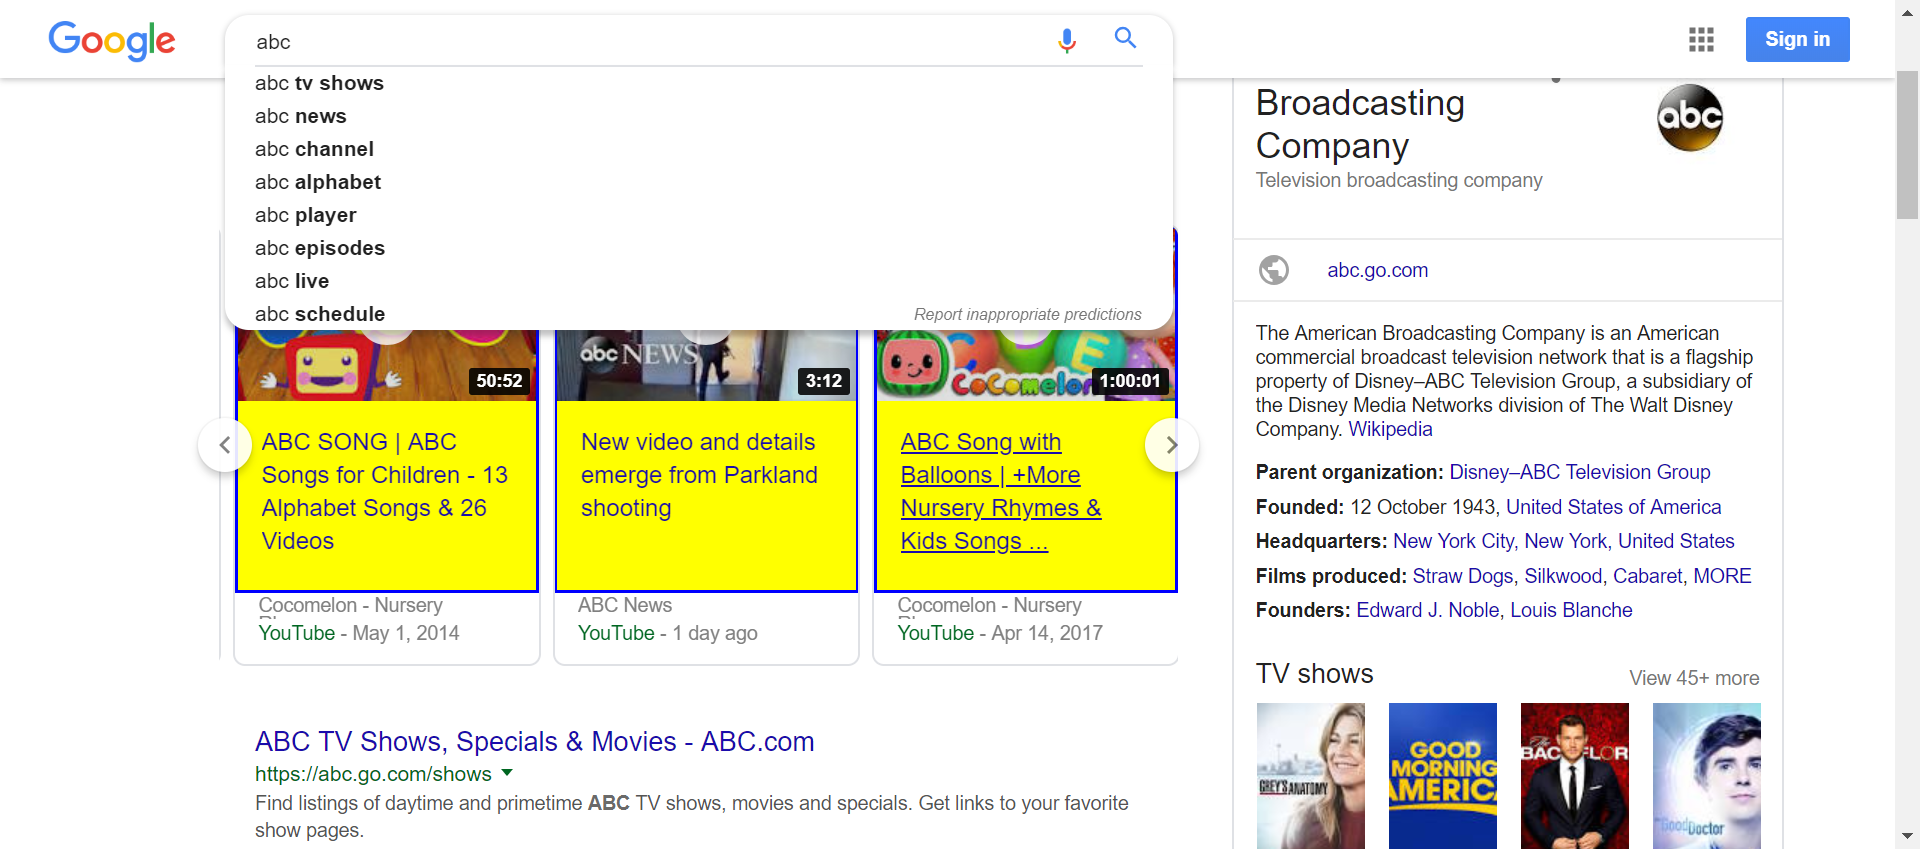 Google
abc
Sign in
abc tv shows
abc news
abc channel
abc alphabet
abc player
abc episodes
abc live
abc schedule
Report inappropriate predictions
abc NEWS
CoComelon
50:52
3:12
1:00:01
ABC SONG | ABC
Songs for Children - 13
Alphabet Songs & 26
Videos
Cocomelon - Nursery
YouTube - May 1, 2014
New video and details
emerge from Parkland
shooting
ABC News
YouTube - 1 day ago
ABC Song with
Balloons | +More
Nursery Rhymes &
Kids Songs ...
Cocomelon - Nursery
YouTube - Apr 14, 2017
ABC TV Shows, Specials & Movies - ABC.com
https://abc.go.com/shows
Find listings of daytime and primetime ABC TV shows, movies and specials. Get links to your favorite
show pages.
Broadcasting
Company
Television broadcasting company
abc
abc.go.com
The American Broadcasting Company is an American
commercial broadcast television network that is a flagship
property of Disney–ABC Television Group, a subsidiary of
the Disney Media Networks division of The Walt Disney
Company. Wikipedia
Parent organization: Disney–ABC Television Group
Founded: 12 October 1943, United States of America
Headquarters: New York City, New York, United States
Films produced: Straw Dogs, Silkwood, Cabaret, MORE
Founders: Edward J. Noble, Louis Blanche
TV shows
View 45+ more
GREY'S ANATOMY
GOOD
MORNING
AMERICA
The
BACHELOR
the Good Doctor